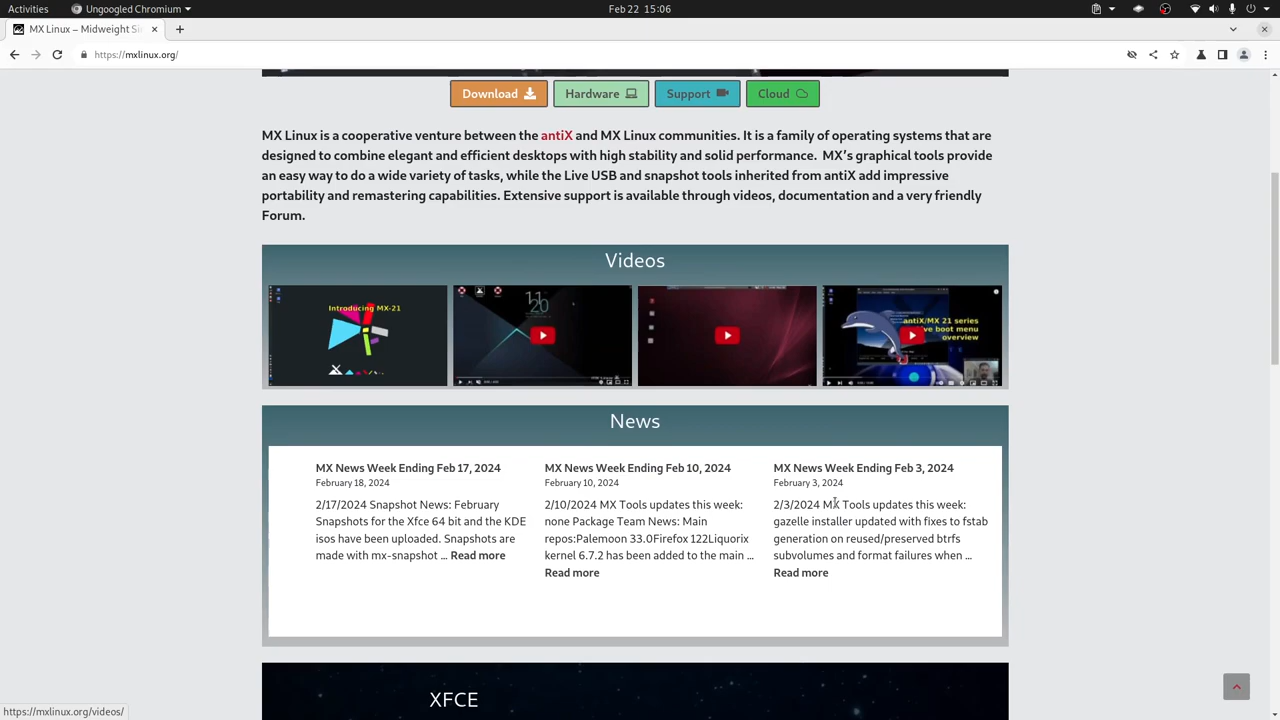 Activities
Ungoogled Chromium
Feb 22 15:06
MX Linux – Midweight Si
https://mxlinux.org/
Download
Hardware
Support
Cloud
MX Linux is a cooperative venture between the antiX and MX Linux communities. It is a family of operating systems that are
designed to combine elegant and efficient desktops with high stability and solid performance. MX’s graphical tools provide
an easy way to do a wide variety of tasks, while the Live USB and snapshot tools inherited from antiX add impressive
portability and remastering capabilities. Extensive support is available through videos, documentation and a very friendly
Forum.
Videos
Introducing MX-21
11
20
antiX/MX 21 series
live boot menu
overview
News
MX News Week Ending Feb 17, 2024
February 18, 2024
2/17/2024 Snapshot News: February
Snapshots for the Xfce 64 bit and the KDE
isos have been uploaded. Snapshots are
made with mx-snapshot ... Read more
MX News Week Ending Feb 10, 2024
February 10, 2024
2/10/2024 MX Tools updates this week:
none Package Team News: Main
repos:Palemoon 33.0Firefox 122Liquorix
kernel 6.7.2 has been added to the main ...
Read more
MX News Week Ending Feb 3, 2024
February 3, 2024
2/3/2024 MX Tools updates this week:
gazelle installer updated with fixes to fstab
generation on reused/preserved btrfs
subvolumes and format failures when ...
Read more
XFCE
https://mxlinux.org/videos/